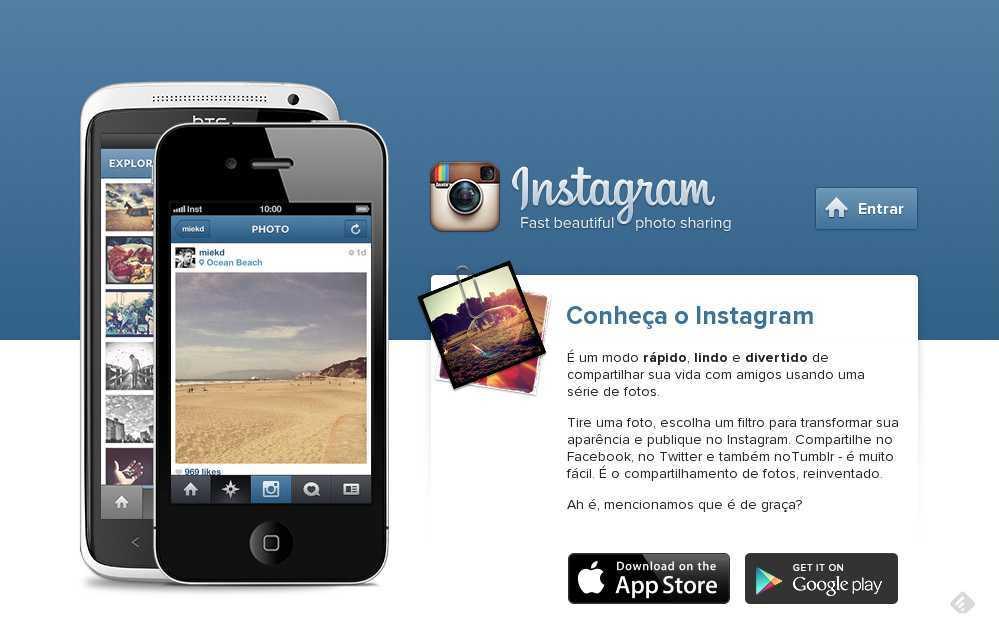 hTC
EXPLOR
Inst
10:00
miekd
PHOTO
miekd
1d
Ocean Beach
969 likes
Instagram
Fast beautiful photo sharing
Entrar
Conheça o Instagram
É um modo rápido, lindo e divertido de
compartilhar sua vida com amigos usando uma
série de fotos.
Tire uma foto, escolha um filtro para transformar sua
aparência e publique no Instagram. Compartilhe no
Facebook, no Twitter e também noTumblr - é muito
fácil. É o compartilhamento de fotos, reinventado.
Ah é, mencionamos que é de graça?
Download on the
App Store
GET IT ON
Google play